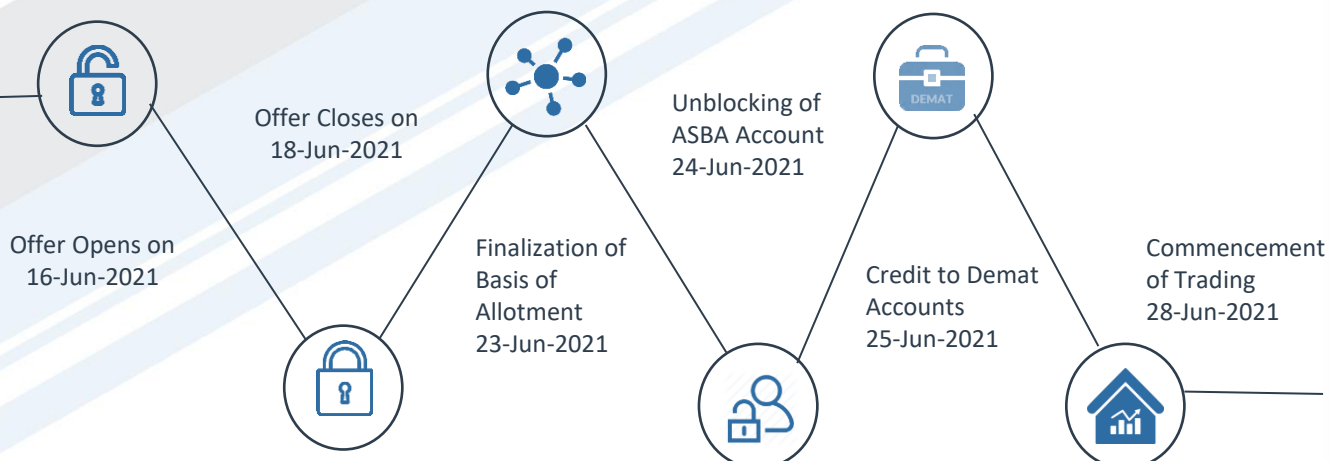 Offer Opens on
16-Jun-2021
Offer Closes on
18-Jun-2021
Finalization of
Basis of
Allotment
23-Jun-2021
Unblocking of
ASBA Account
24-Jun-2021
DEMAT
Credit to Demat
Accounts
25-Jun-2021
Commencement
of Trading
28-Jun-2021